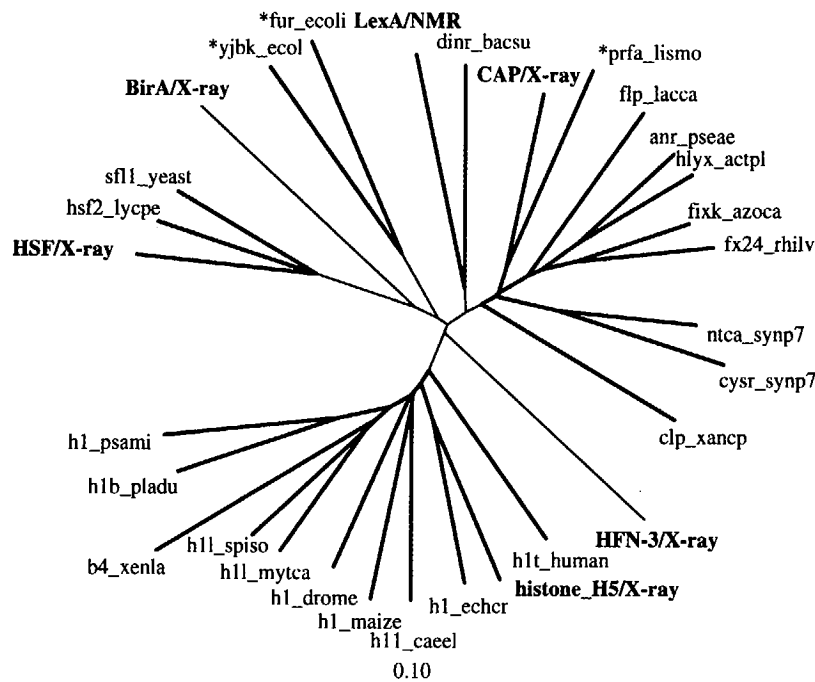 *fur_ecoli LexA/NMR
*yjbk_ecol
dinr_bacsu
*prfa_lismo
CAP/X-ray
BirA/X-ray
flp_lacca
anr_pseae
hlyx_actpl
sfl1_yeast
hsf2_lycpe
fixk_azoca
HSF/X-ray
fx24_rhilv
ntca_synp7
cysr_synp7
clp_xancp
h1_psami
h1b_pladu
HFN-3/X-ray
h1l_spiso
h1t_human
b4_xenla
h1l_mytca
histone_H5/X-ray
h1_drome
h1_echcr
h1_maize
h11_caeel
0.10